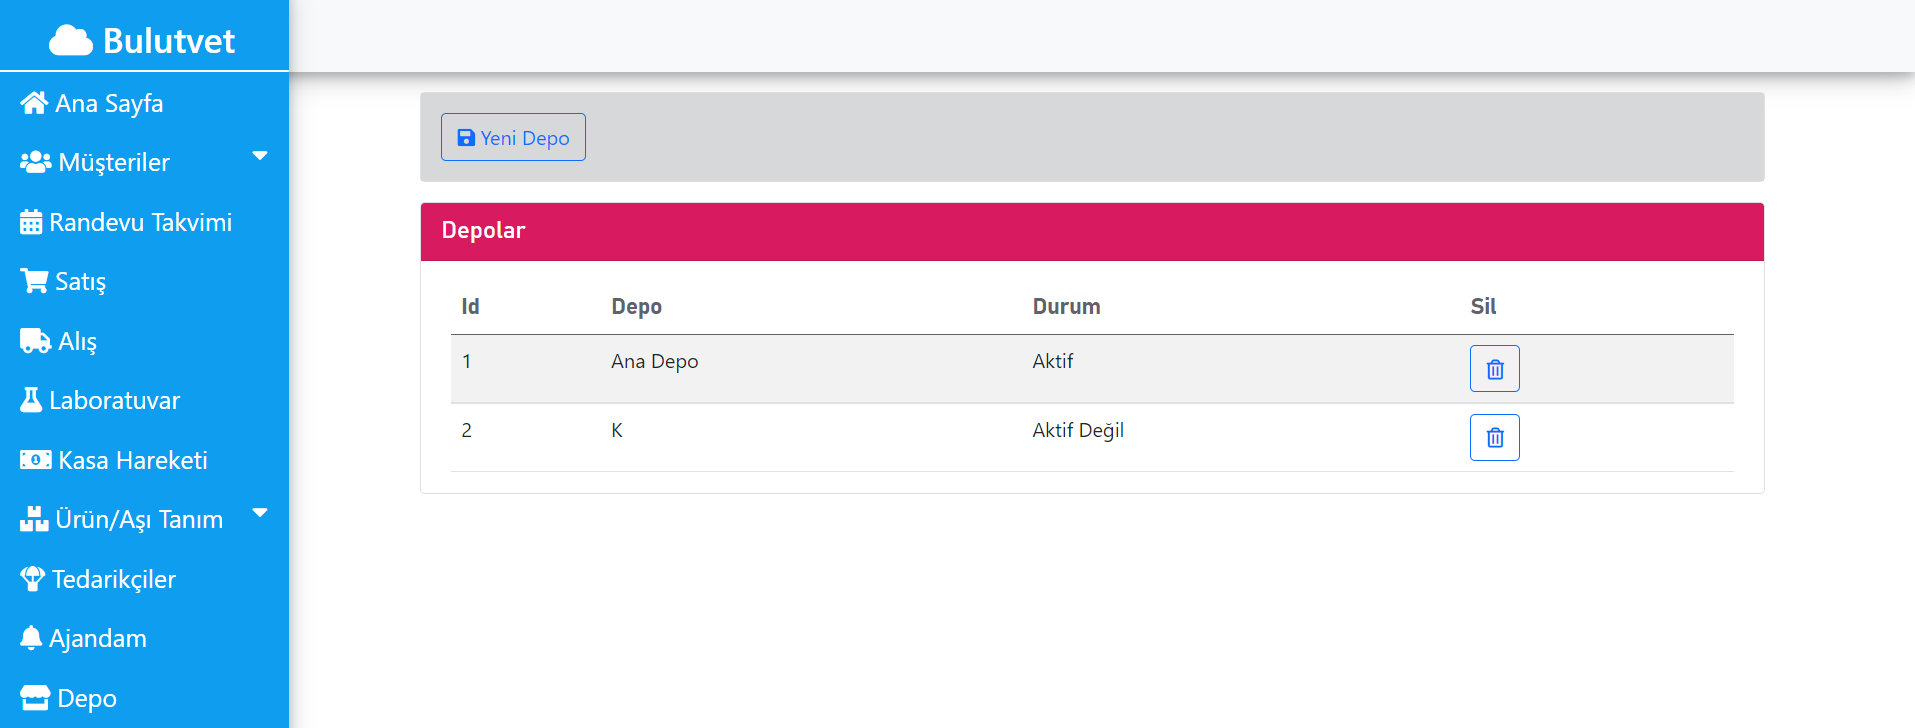 Bulutvet
Ana Sayfa
Müşteriler
Randevu Takvimi
Satış
Alış
Laboratuvar
Kasa Hareketi
Ürün/Aşı Tanım
Tedarikçiler
Ajandam
Depo
Yeni Depo
Depolar
Id Depo Durum Sil
1 Ana Depo Aktif
2 K Aktif Değil